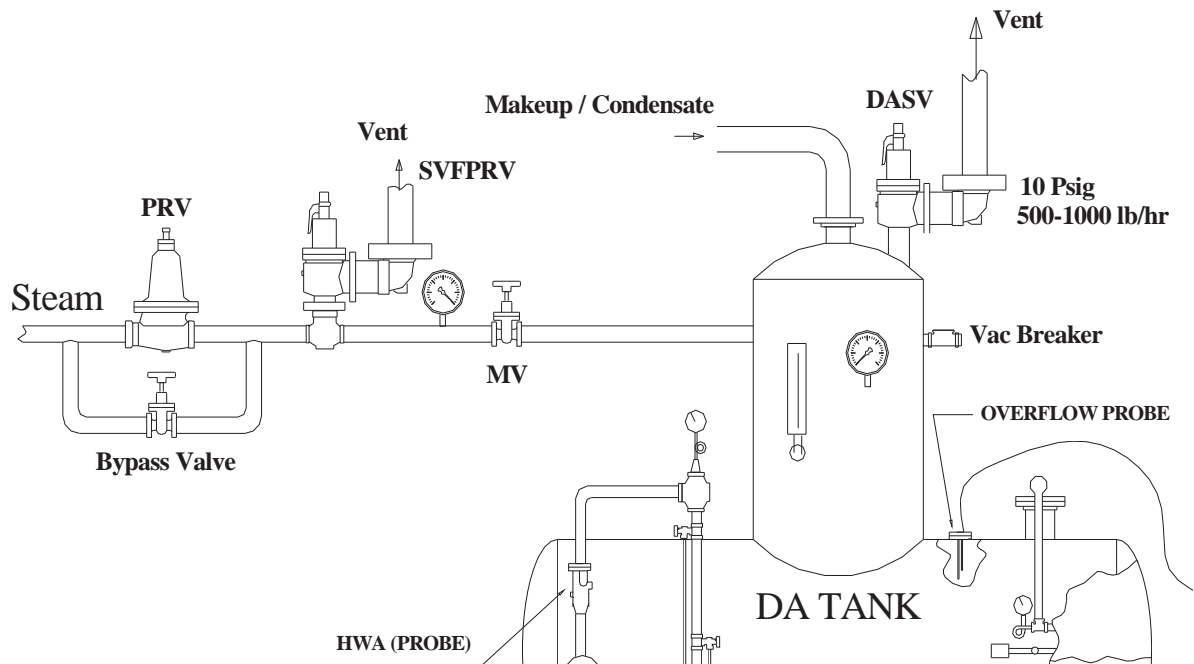 Vent
Makeup / Condensate
DASV
Vent
SVFPRV
10 Psig
500-1000 lb/hr
PRV
Steam
Vac Breaker
MV
OVERFLOW PROBE
Bypass Valve
DA TANK
HWA (PROBE)